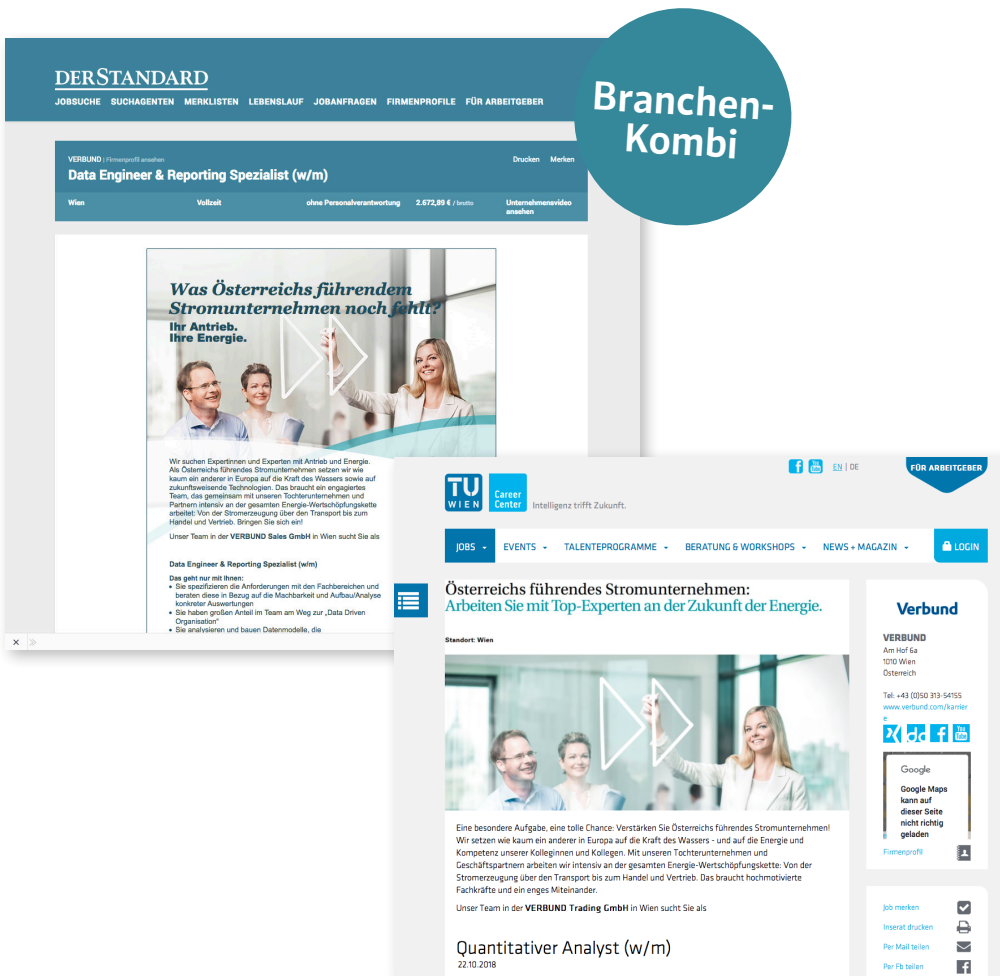 DERSTANDARD
JOBSUCHE SUCHAGENTEN MERKLISTEN LEBENSLAUF JOBANFRAGEN FIRMENPROFILE FÜR ARBEITGEBER
Branchen-
Kombi
VERBUND | Firmenprofil ansehen
Drucken Merken
Data Engineer & Reporting Spezialist (w/m)
Wien Vollzeit ohne Personalverantwortung 2.672,89 € / brutto Unternehmensvideo
ansehen
Was Österreichs führendem
Stromunternehmen noch fehlt?
Ihr Antrieb.
Ihre Energie.
Wir suchen Expertinnen und Experten mit Antrieb und Energie.
Als Österreichs führendes Stromunternehmen setzen wir wie
kaum ein anderer in Europa auf die Kraft des Wassers sowie auf
zukunftsweisende Technologien. Das braucht ein engagiertes
Team, das gemeinsam mit unseren Tochterunternehmen und
Partnern intensiv an der gesamten Energie-Wertschöpfungskette
arbeitet: Von der Stromerzeugung über den Transport bis zum
Handel und Vertrieb. Bringen Sie sich ein!
Unser Team in der VERBUND Sales GmbH in Wien sucht Sie als
Data Engineer & Reporting Spezialist (w/m)
Das geht nur mit Ihnen:
• Sie spezifizieren die Anforderungen mit den Fachbereichen und
beraten diese in Bezug auf die Machbarkeit und Aufbau/Analyse
konkreter Auswertungen
• Sie haben großen Anteil im Team am Weg zur „Data Driven
Organisation"
• Sie analysieren und bauen Datenmodelle, die
TU
WIEN
Career
Center
Intelligenz trifft Zukunft.
You
Tube
EN | DE
FÜR ARBEITGEBER
JOBS EVENTS TALENTEPROGRAMME BERATUNG & WORKSHOPS NEWS + MAGAZIN LOGIN
Österreichs führendes Stromunternehmen:
Arbeiten Sie mit Top-Experten an der Zukunft der Energie.
Standort: Wien
Eine besondere Aufgabe, eine tolle Chance: Verstärken Sie Österreichs führendes Stromunternehmen!
Wir setzen wie kaum ein anderer in Europa auf die Kraft des Wassers - und auf die Energie und
Kompetenz unserer Kolleginnen und Kollegen. Mit unseren Tochterunternehmen und
Geschäftspartnern arbeiten wir intensiv an der gesamten Energie-Wertschöpfungskette: Von der
Stromerzeugung über den Transport bis zum Handel und Vertrieb. Das braucht hochmotivierte
Fachkräfte und ein enges Miteinander.
Unser Team in der VERBUND Trading GmbH in Wien sucht Sie als
Quantitativer Analyst (w/m)
22.10.2018
Verbund
VERBUND
Am Hof 6a
1010 Wien
Österreich
Tel: +43 (0)50 313-54155
www.verbund.com/karrier
e
You
Tube
Google
Google Maps
kann auf
dieser Seite
nicht richtig
geladen
Firmenprofil
Job merken
Inserat drucken
Per Mail teilen
Per Fb teilen